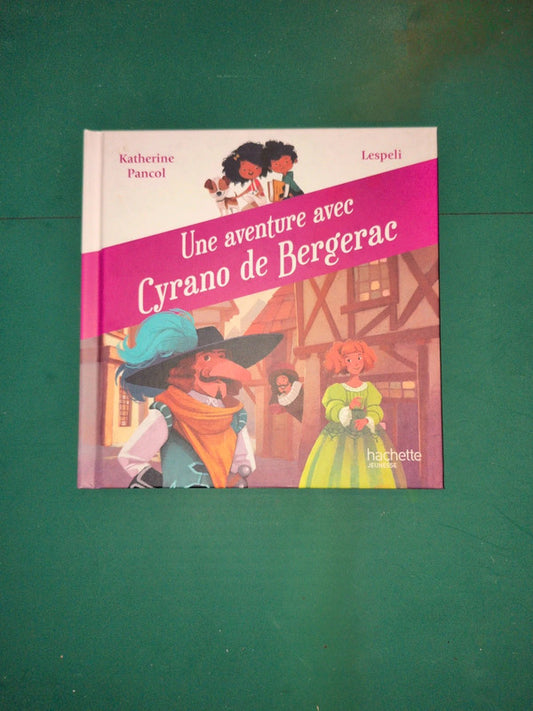 Katherine
Pancol
Lespeli
Une aventure avec
Cyrano de Bergerac
hachette
JEUNESSE